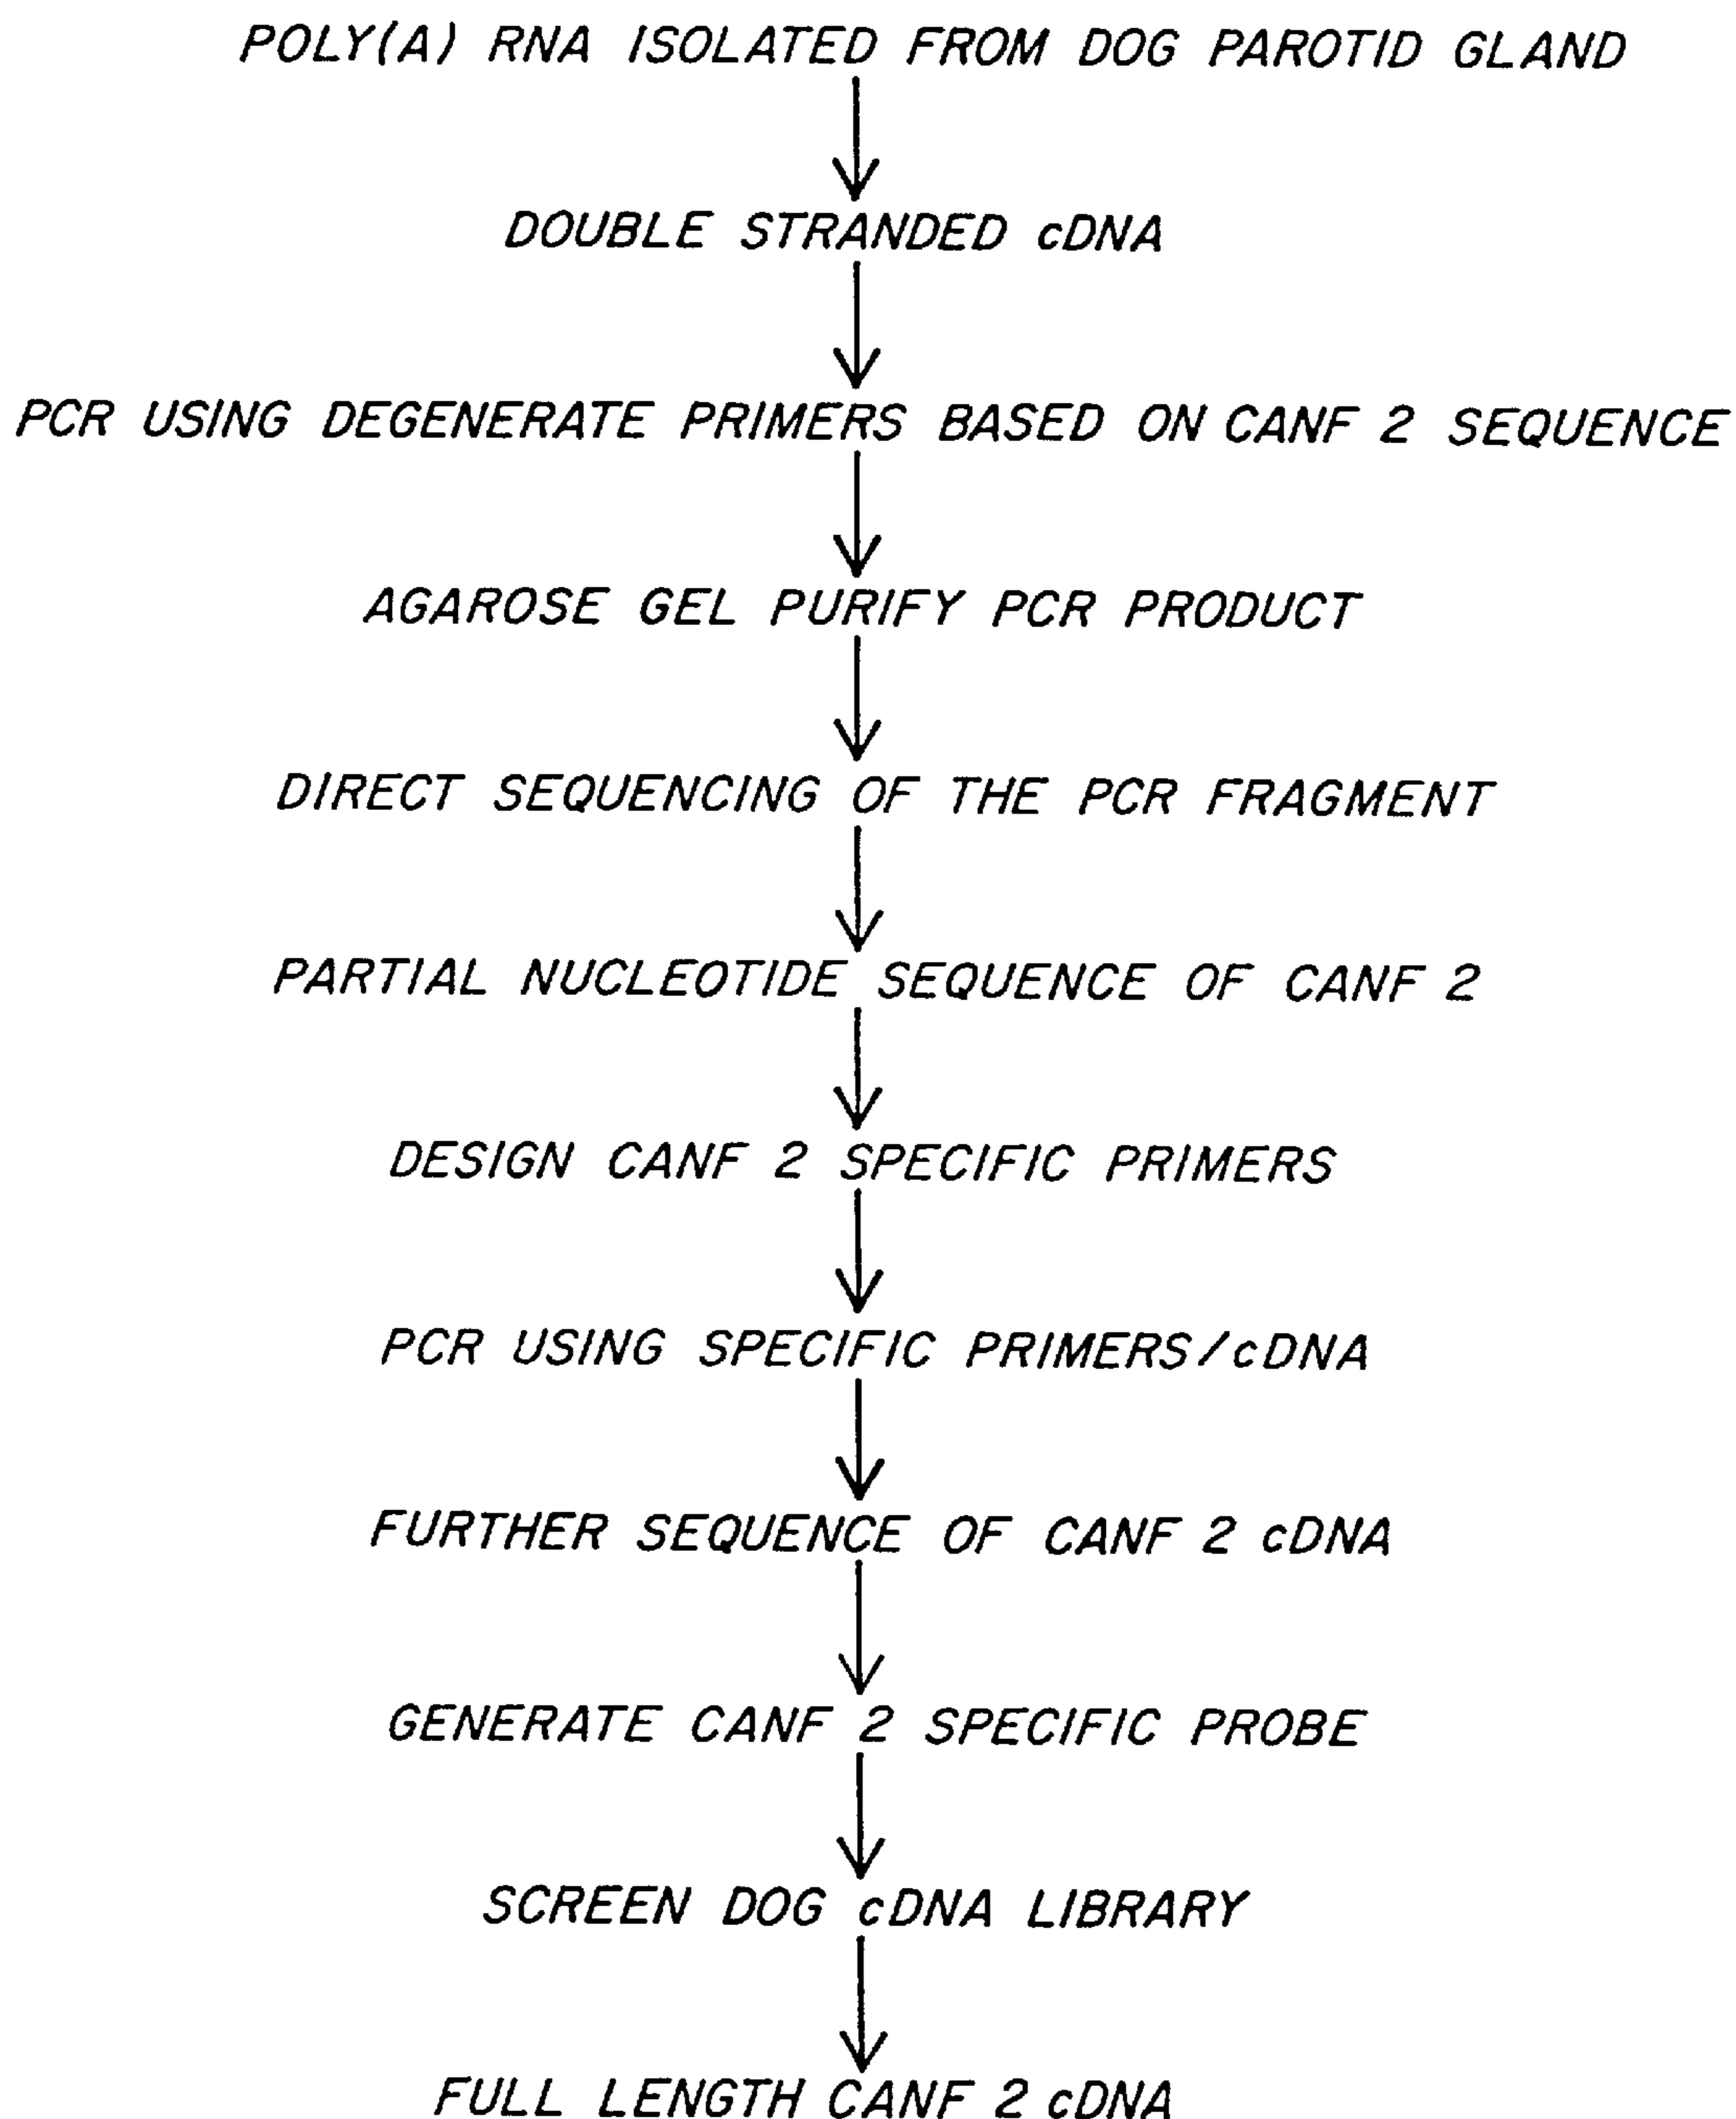 POLY(A) RNA ISOLATED FROM DOG PAROTID GLAND
DOUBLE STRANDED cDNA
PCR USING DEGENERATE PRIMERS BASED ON CANF 2 SEQUENCE
AGAROSE GEL PURIFY PCR PRODUCT
DIRECT SEQUENCING OF THE PCR FRAGMENT
PARTIAL NUCLEOTIDE SEQUENCE OF CANF 2
DESIGN CANF 2 SPECIFIC PRIMERS
PCR USING SPECIFIC PRIMERS/cDNA
FURTHER SEQUENCE OF CANF 2 cDNA
GENERATE CANF 2 SPECIFIC PROBE
SCREEN DOG cDNA LIBRARY
FULL LENGTH CANF 2 cDNA